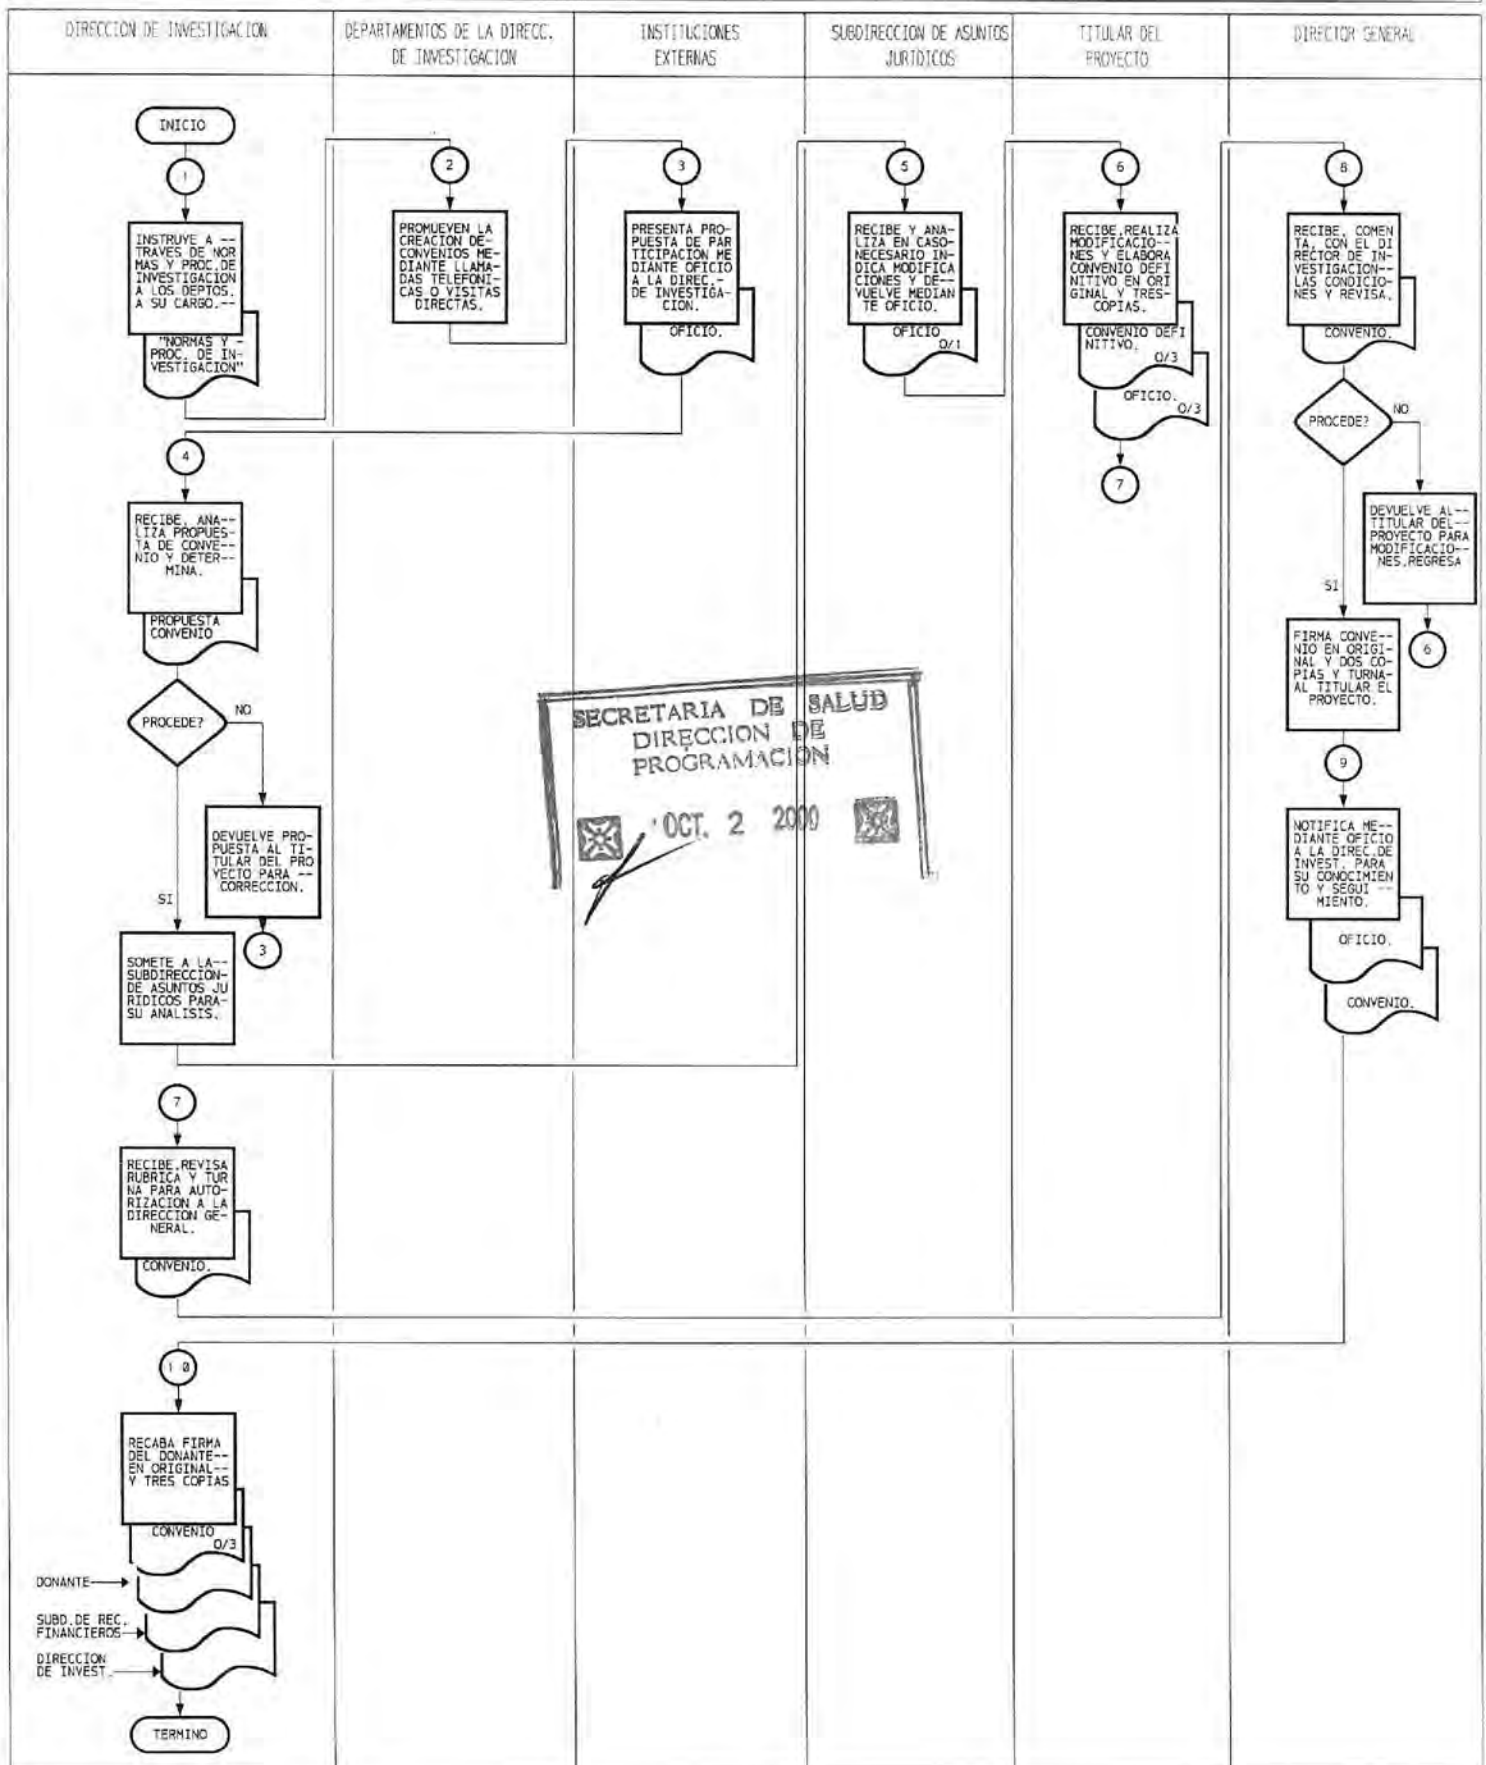 DIRECCION DE INVESTIGACION
DEPARTAMENTOS DE LA DIRECC.
DE INVESTIGACION
INSTITUCIONES
EXTERNAS
SUBDIRECCION DE ASUNTOS
JURIDICOS
TITULAR DEL
PROYECTO
DIRECTOR GENERAL
INICIO
1
INSTRUYE A --
TRAVES DE NOR
MAS Y PROC.DE
INVESTIGACION
A LOS DEPTOS.
A SU CARGO.--
"NORMAS Y -
PROC. DE IN-
VESTIGACION"
2
PROMUEVEN LA
CREACION DE-
CONVENIOS ME-
DIANTE LLAMA-
DAS TELEFONI-
CAS O VISITAS
DIRECTAS.
3
PRESENTA PRO-
PUESTA DE PAR
TICIPACION ME
DIANTE OFICIO
A LA DIREC.-
DE INVESTIGA-
CION.
OFICIO.
5
RECIBE Y ANA-
LIZA EN CASO-
NECESARIO IN-
DICA MODIFICA
CIONES Y DE--
VUELVE MEDIAN
TE OFICIO.
OFICIO
O/1
6
RECIBE,REALIZA
MODIFICACIO--
NES Y ELABORA
CONVENIO DEFI
NITIVO EN ORI
GINAL Y TRES-
COPIAS.
CONVENIO DEFI
NITIVO.
O/3
OFICIO.
O/3
7
8
RECIBE, COMEN
TA, CON EL DI
RECTOR DE IN-
VESTIGACION--
LAS CONDICIO-
NES Y REVISA.
CONVENIO.
PROCEDE?
NO
DEVUELVE AL--
TITULAR DEL--
PROYECTO PARA
MODIFICACIO--
NES,REGRESA
6
SI
FIRMA CONVE--
NIO EN ORIGI-
NAL Y DOS CO-
PIAS Y TURNA-
AL TITULAR EL
PROYECTO.
9
NOTIFICA ME--
DIANTE OFICIO
A LA DIREC.DE
INVEST. PARA
SU CONOCIMIEN
TO Y SEGUI --
MIENTO.
OFICIO.
CONVENIO.
4
RECIBE, ANA--
LIZA PROPUES-
TA DE CONVE--
NIO Y DETER--
MINA.
PROPUESTA
CONVENIO
PROCEDE?
NO
DEVUELVE PRO-
PUESTA AL TI-
TULAR DEL PRO
YECTO PARA --
CORRECCION.
3
SI
SOMETE A LA--
SUBDIRECCION-
DE ASUNTOS JU
RIDICOS PARA-
SU ANALISIS.
SECRETARIA DE SALUD
DIRECCION DE
PROGRAMACION
OCT. 2 2000
7
RECIBE,REVISA
RUBRICA Y TUR
NA PARA AUTO-
RIZACION A LA
DIRECCION GE-
NERAL.
CONVENIO.
1 0
RECABA FIRMA
DEL DONANTE--
EN ORIGINAL--
Y TRES COPIAS
CONVENIO
O/3
DONANTE
SUBD.DE REC.
FINANCIEROS
DIRECCION
DE INVEST.
TERMINO